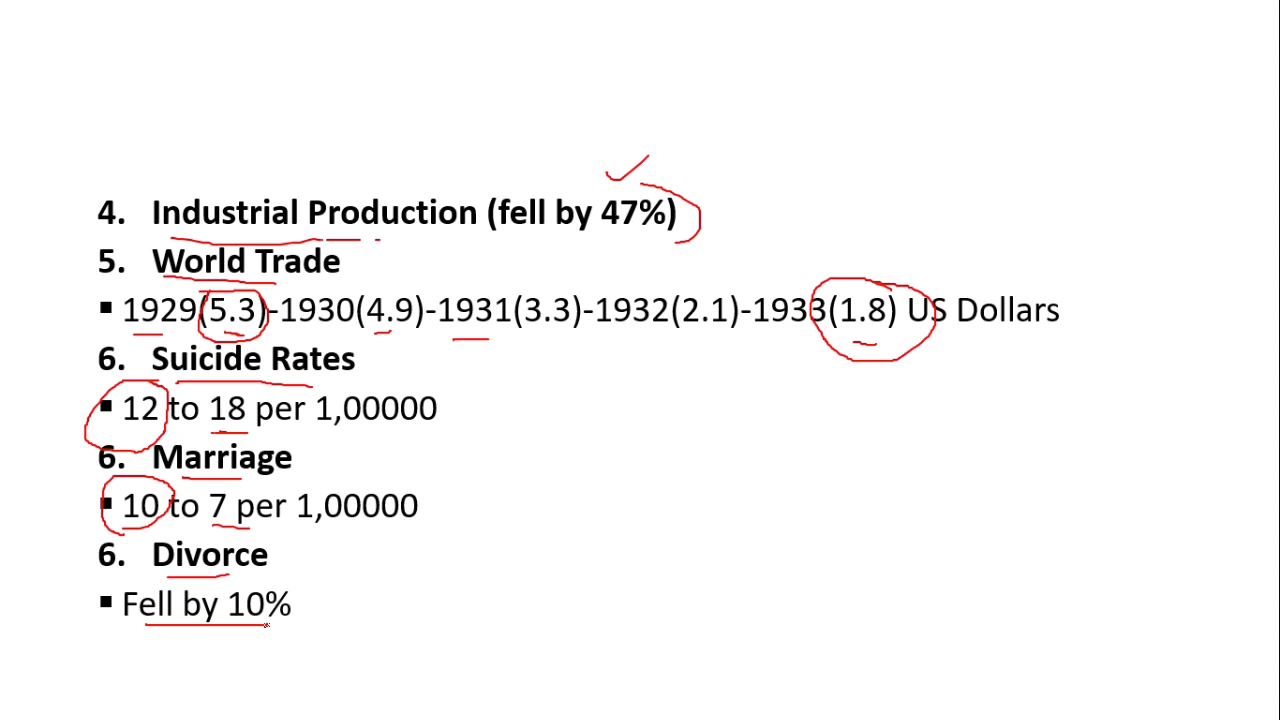 4. Industrial Production (fell by 47%)
5. World Trade
▪ 1929(5.3)-1930(4.9)-1931(3.3)-1932(2.1)-1933(1.8) US Dollars
6. Suicide Rates
▪ 12 to 18 per 1,00000
6. Marriage
▪ 10 to 7 per 1,00000
6. Divorce
▪ Fell by 10%